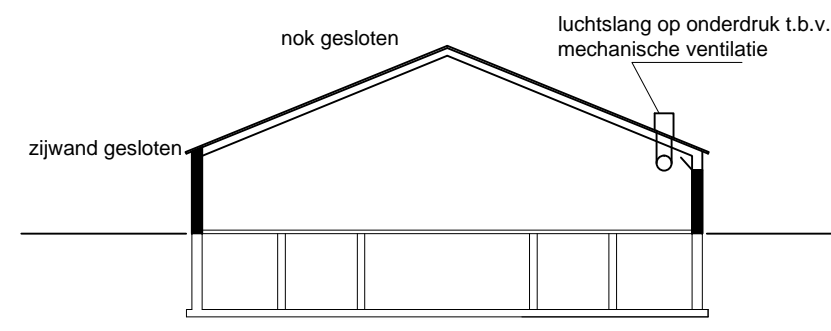 luchtslang op onderdruk t.b.v.
mechanische ventilatie
nok gesloten
zijwand gesloten